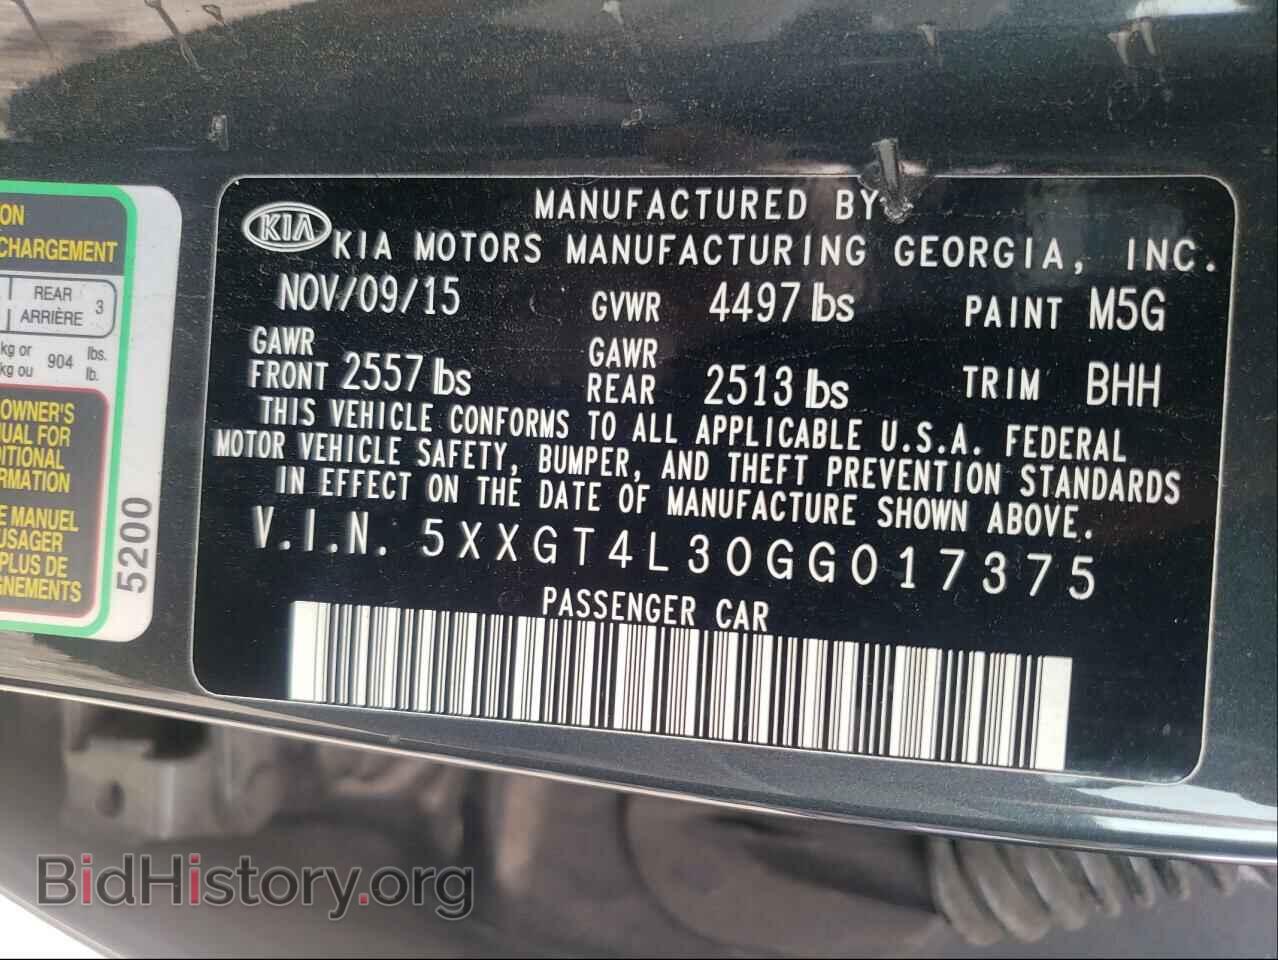 ON
CHARGEMENT
REAR 3
ARRIÈRE
kg or 904 lbs.
kg ou lb.
OWNER'S
UAL FOR
DITIONAL
RMATION
E MANUEL
USAGER
PLUS DE
GNEMENTS
5200
MANUFACTURED BY
KIA KIA MOTORS MANUFACTURING GEORGIA, INC.
NOV/09/15 GVWR 4497 lbs PAINT M5G
GAWR GAWR
FRONT 2557 lbs REAR 2513 lbs TRIM BHH
THIS VEHICLE CONFORMS TO ALL APPLICABLE U.S.A. FEDERAL
MOTOR VEHICLE SAFETY, BUMPER, AND THEFT PREVENTION STANDARDS
IN EFFECT ON THE DATE OF MANUFACTURE SHOWN ABOVE.
V.I.N. 5XXGT4L30GG017375
PASSENGER CAR
BidHistory.org